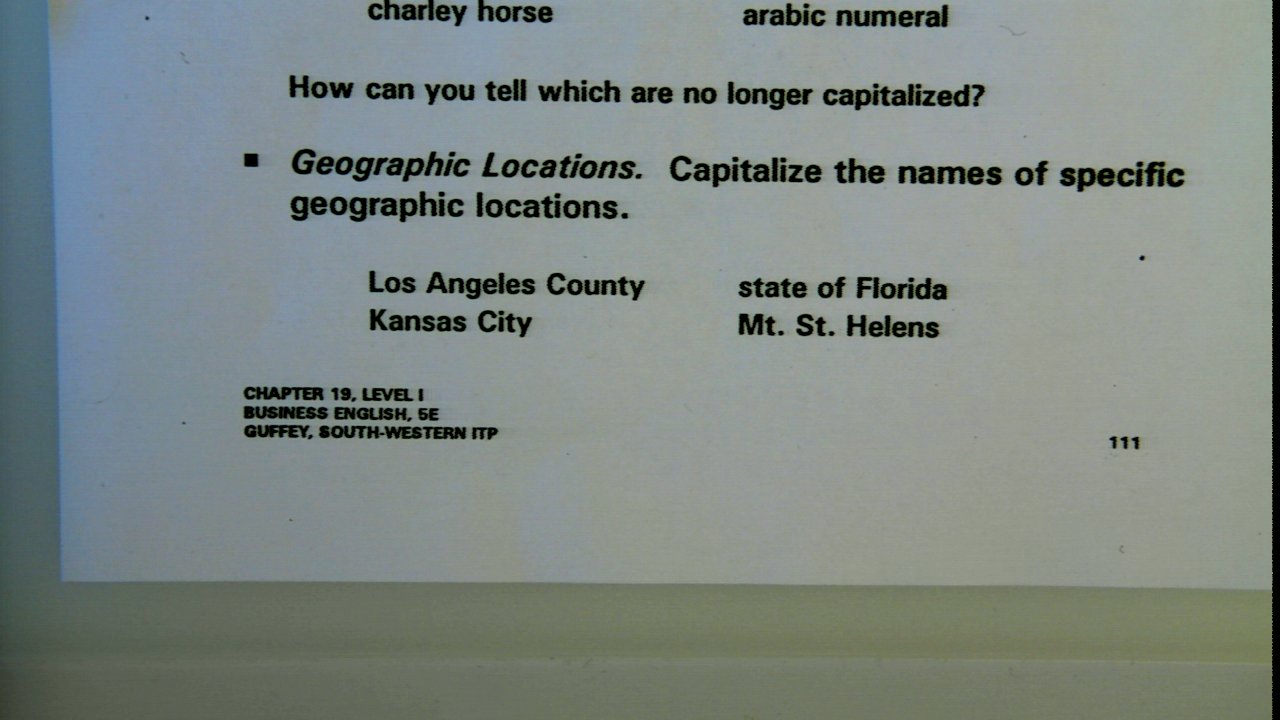 charley horse arabic numeral
How can you tell which are no longer capitalized?
■ Geographic Locations. Capitalize the names of specific
geographic locations.
Los Angeles County state of Florida
Kansas City Mt. St. Helens
CHAPTER 19, LEVEL I
BUSINESS ENGLISH, 5E
GUFFEY, SOUTH-WESTERN ITP
111